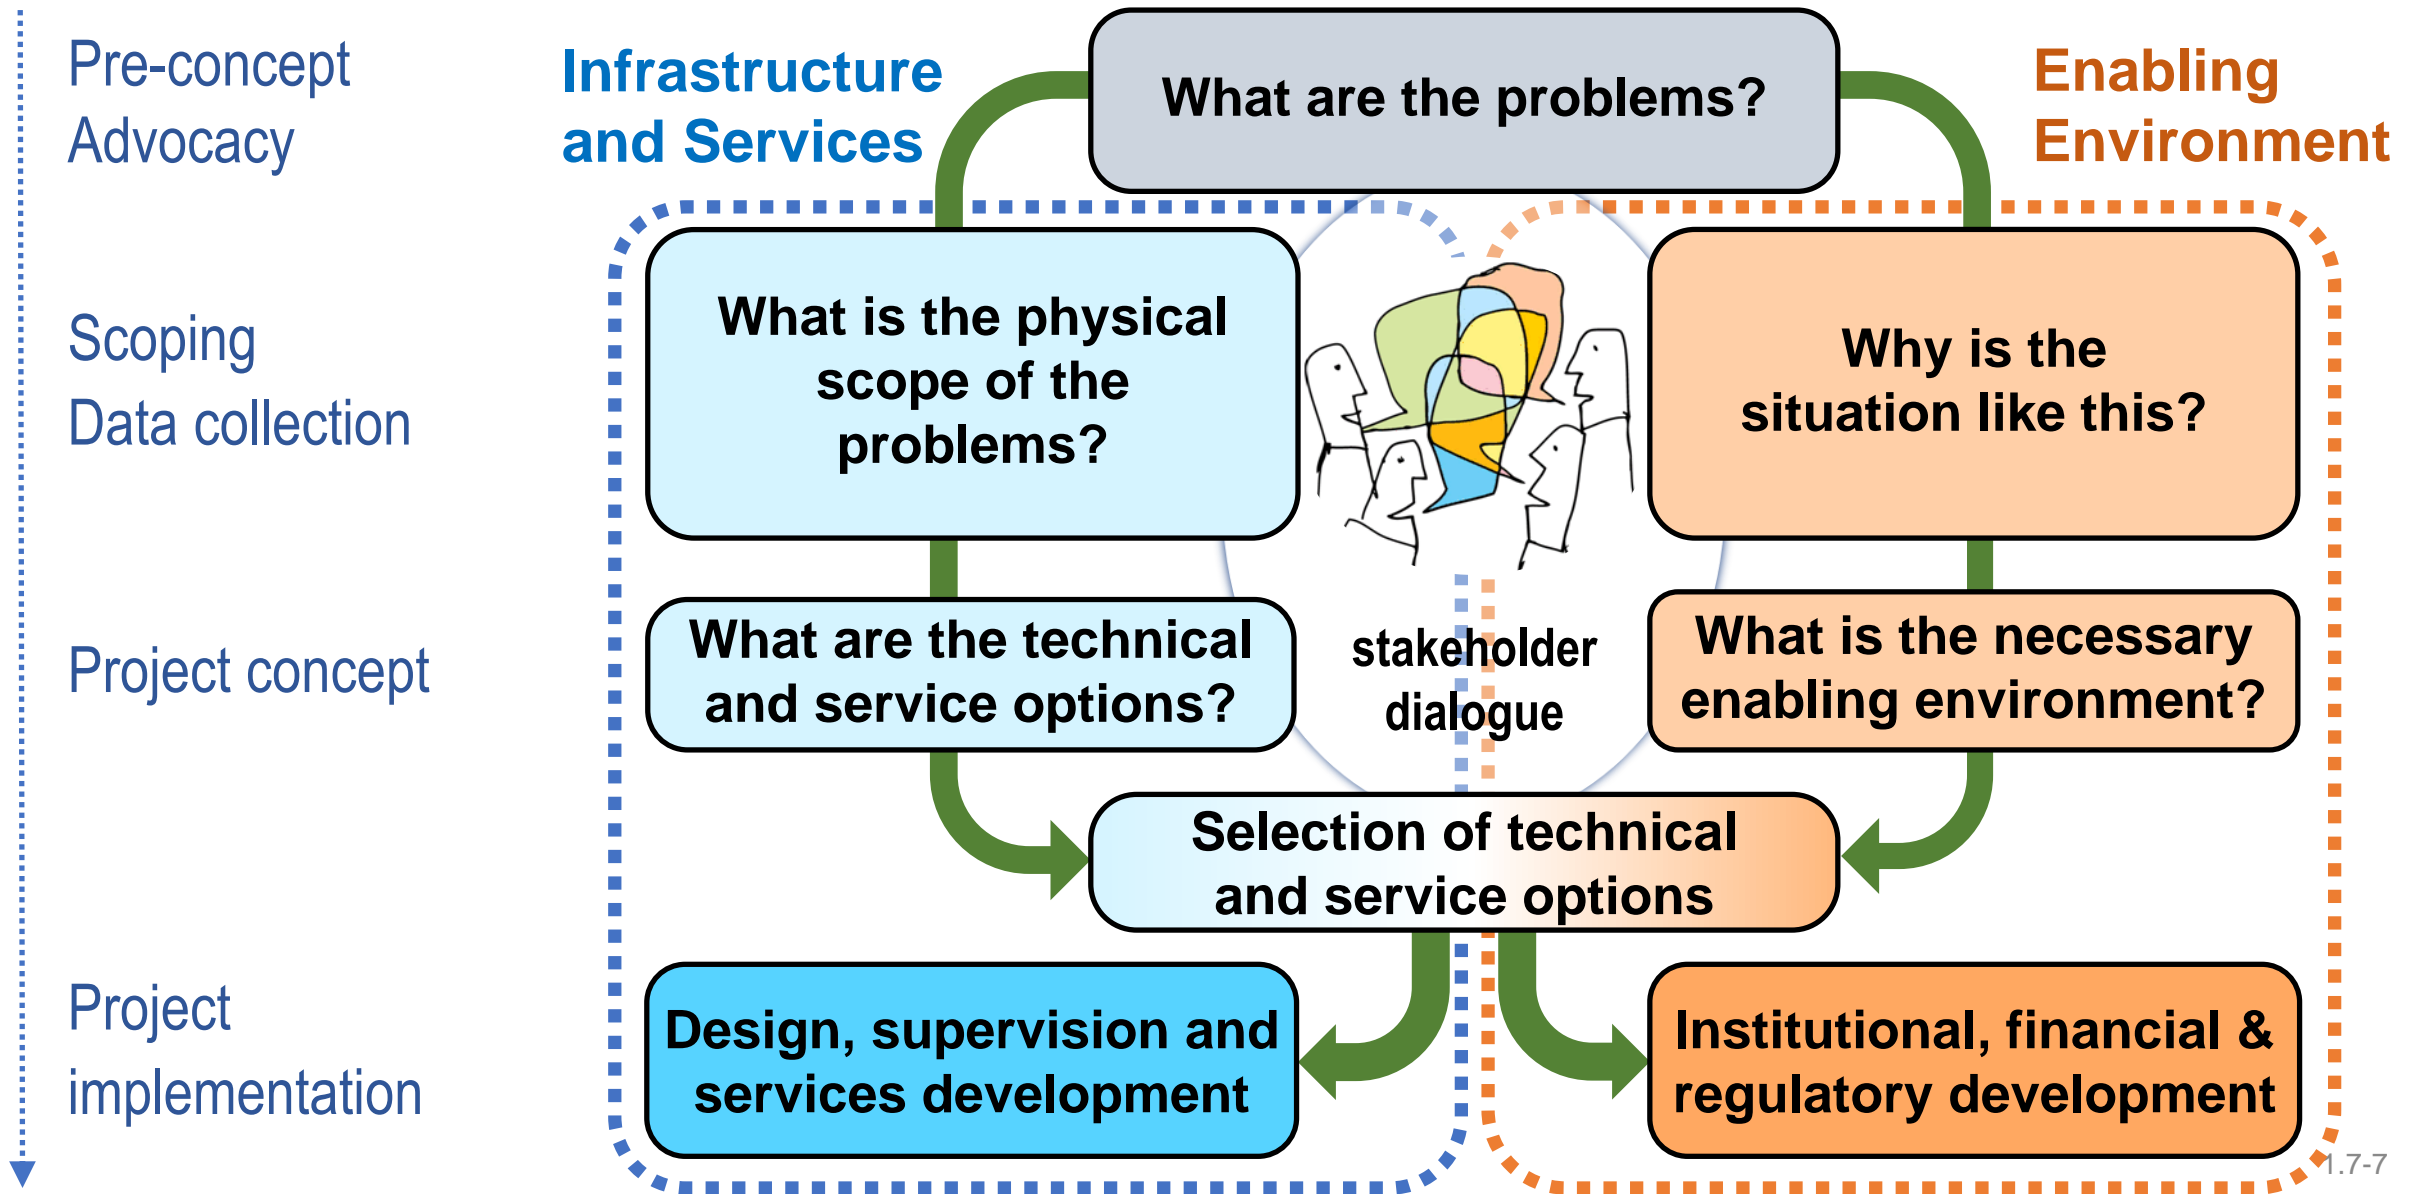 Pre-concept
Advocacy
Infrastructure
and Services
What are the problems?
Enabling
Environment
Scoping
Data collection
What is the physical
scope of the
problems?
Why is the
situation like this?
Project concept
What are the technical
and service options?
stakeholder
dialogue
What is the necessary
enabling environment?
Selection of technical
and service options
Project
implementation
Design, supervision and
services development
Institutional, financial &
regulatory development
1.7-7